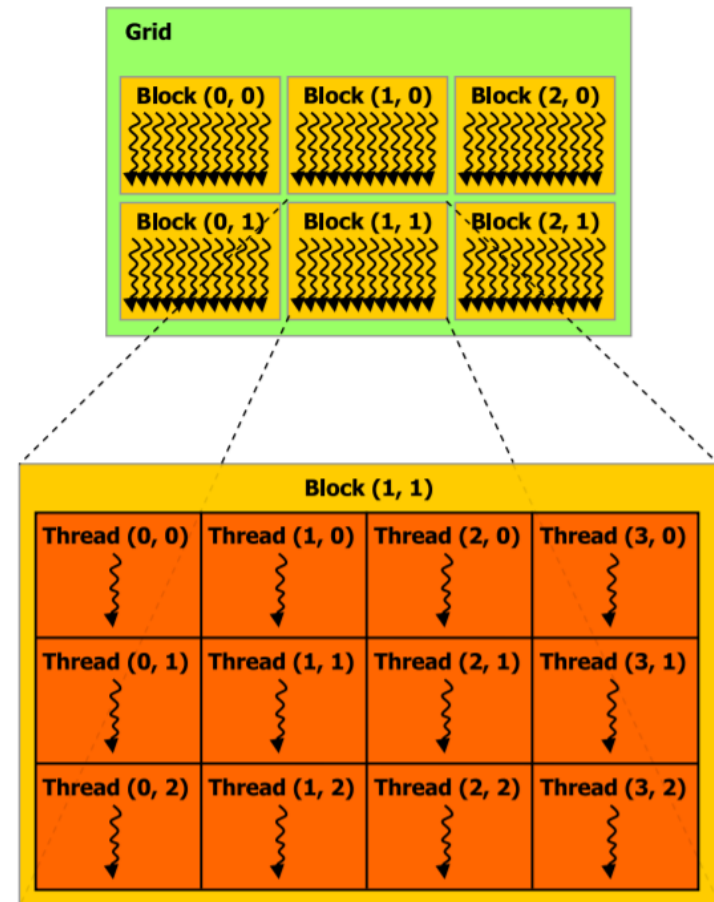 Grid
Block (0, 0) Block (1, 0) Block (2, 0)
Block (0, 1) Block (1, 1) Block (2, 1)
Block (1, 1)
Thread (0, 0) Thread (1, 0) Thread (2, 0) Thread (3, 0)
Thread (0, 1) Thread (1, 1) Thread (2, 1) Thread (3, 1)
Thread (0, 2) Thread (1, 2) Thread (2, 2) Thread (3, 2)